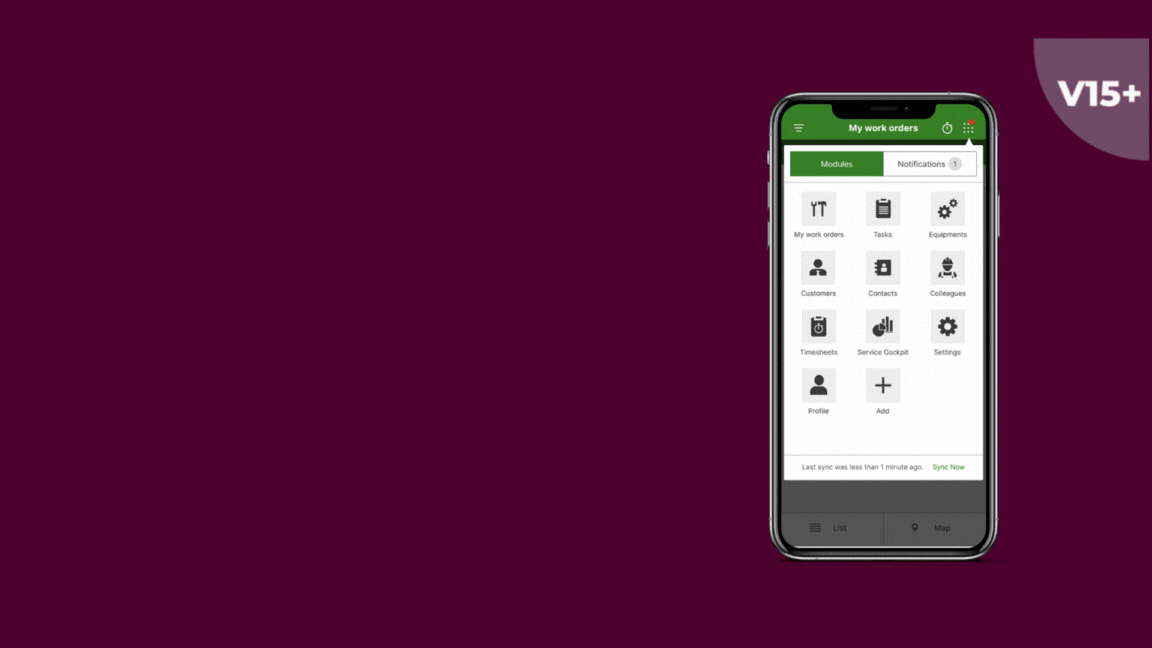 V15+
My work orders
Modules
Notifications 1
My work orders
Tasks
Equipments
Customers
Contacts
Colleagues
Timesheets
Service Cockpit
Settings
Profile
Add
Last sync was less than 1 minute ago. Sync Now
List
Map